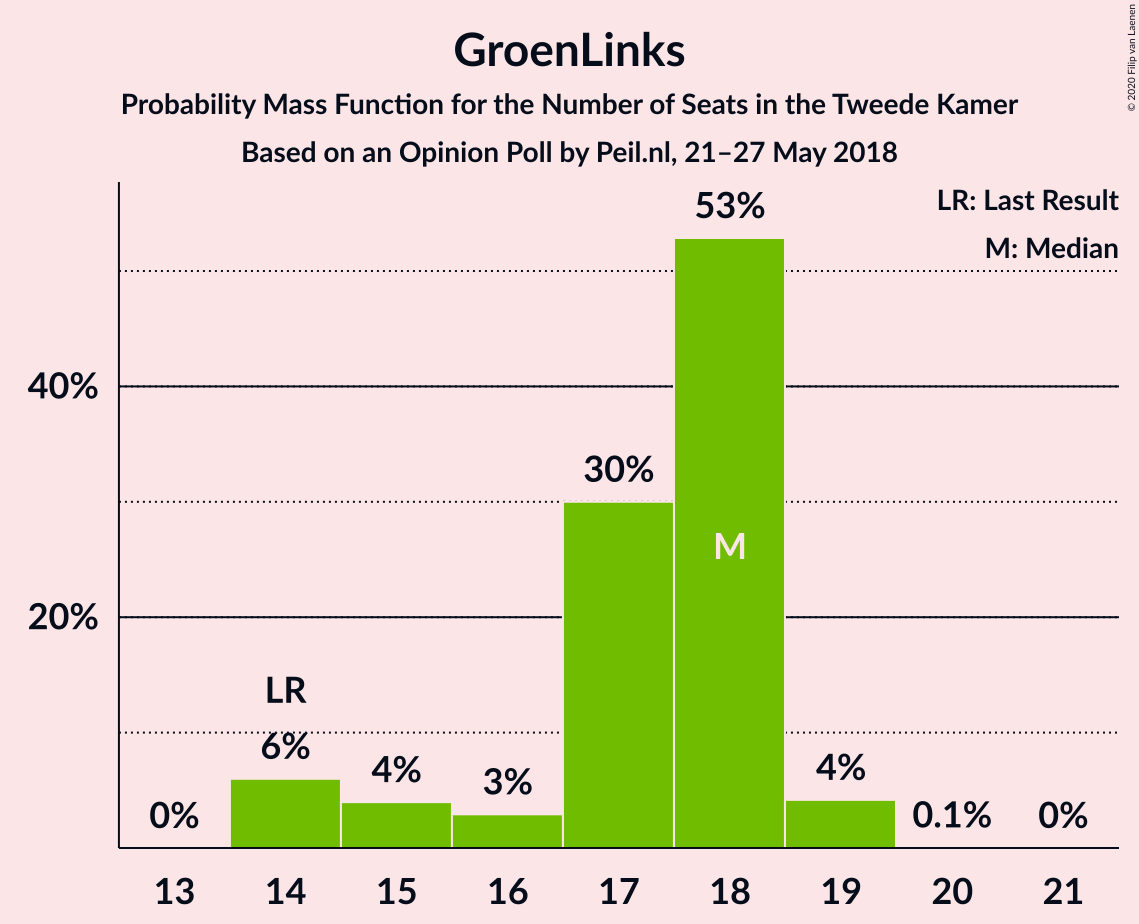 GroenLinks
Probability Mass Function for the Number of Seats in the Tweede Kamer
Based on an Opinion Poll by Peil.nl, 21–27 May 2018
© 2020 Filip van Laenen
LR: Last Result
M: Median
53%
40%
30%
M
20%
LR
6%
4%
3%
4%
0%
0.1%
0%
13 14 15 16 17 18 19 20 21